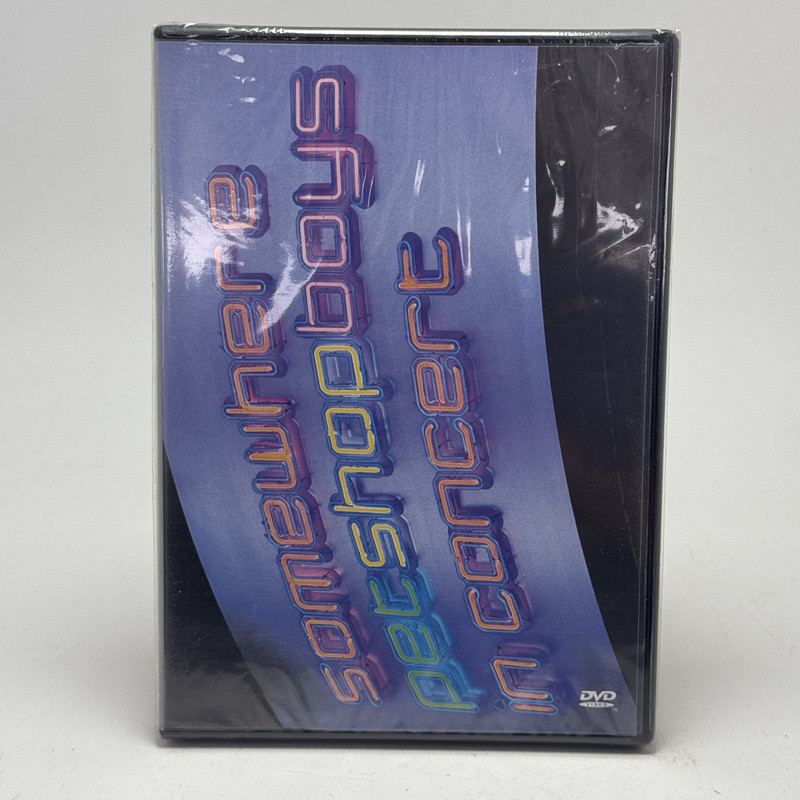 somewhere
petshopboys
in concert
DVD
VIDEO